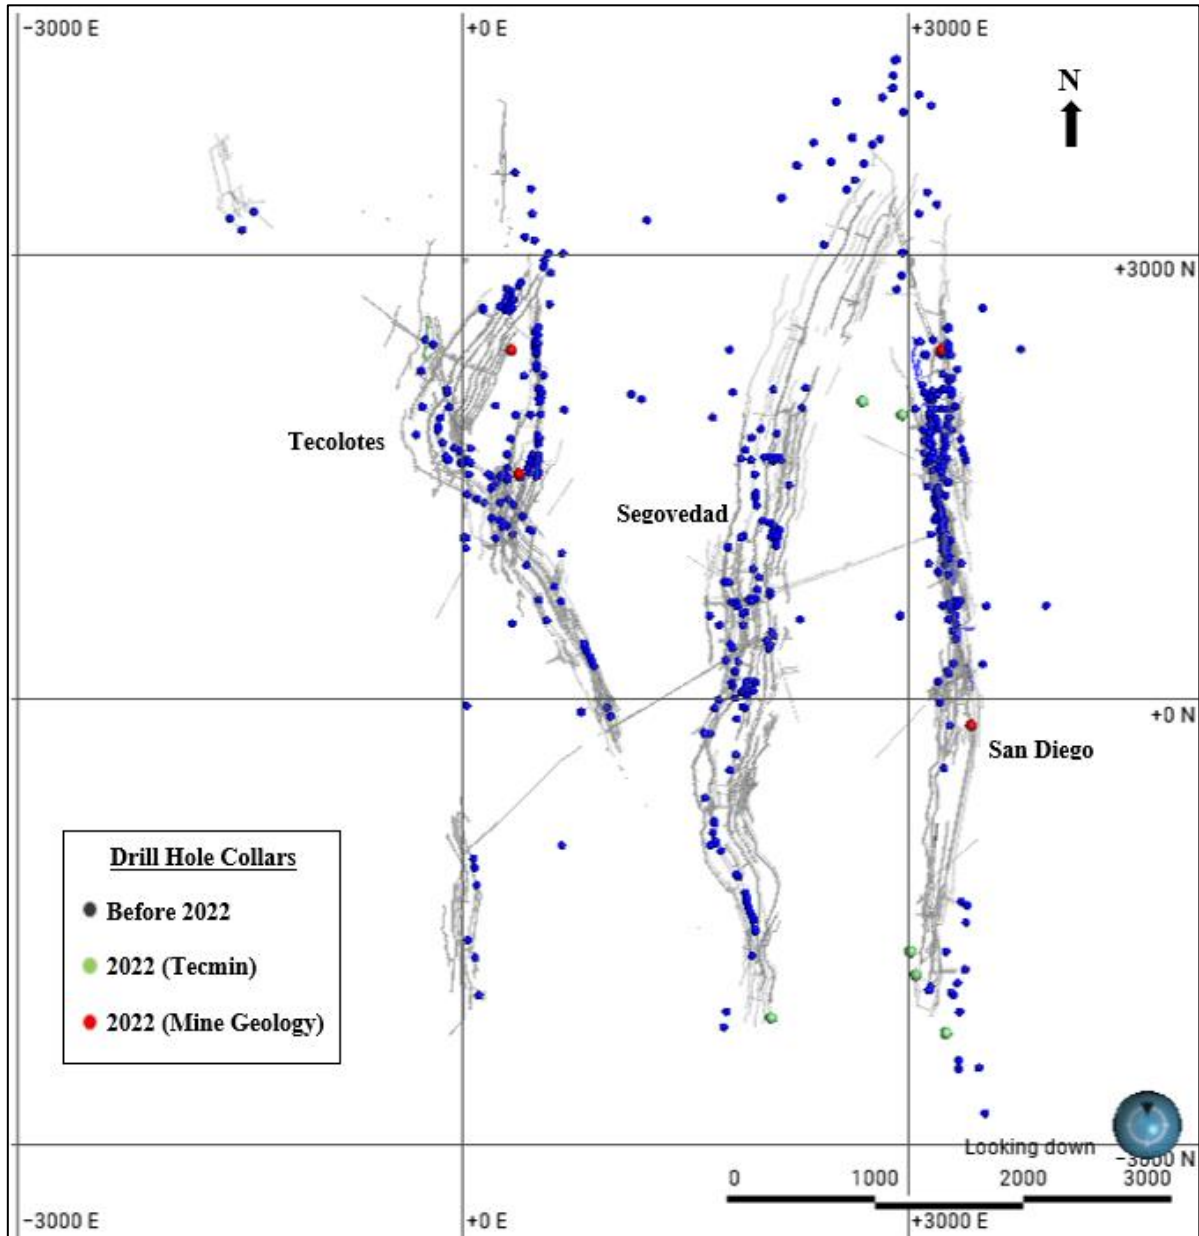 −3000 E
+0 E
+3000 E
N
+3000 N
Tecolotes
Segovedad
+0 N
San Diego
Drill Hole Collars
Before 2022
2022 (Tecmin)
2022 (Mine Geology)
Looking down
−3000 N
0 1000 2000 3000
−3000 E
+0 E
+3000 E